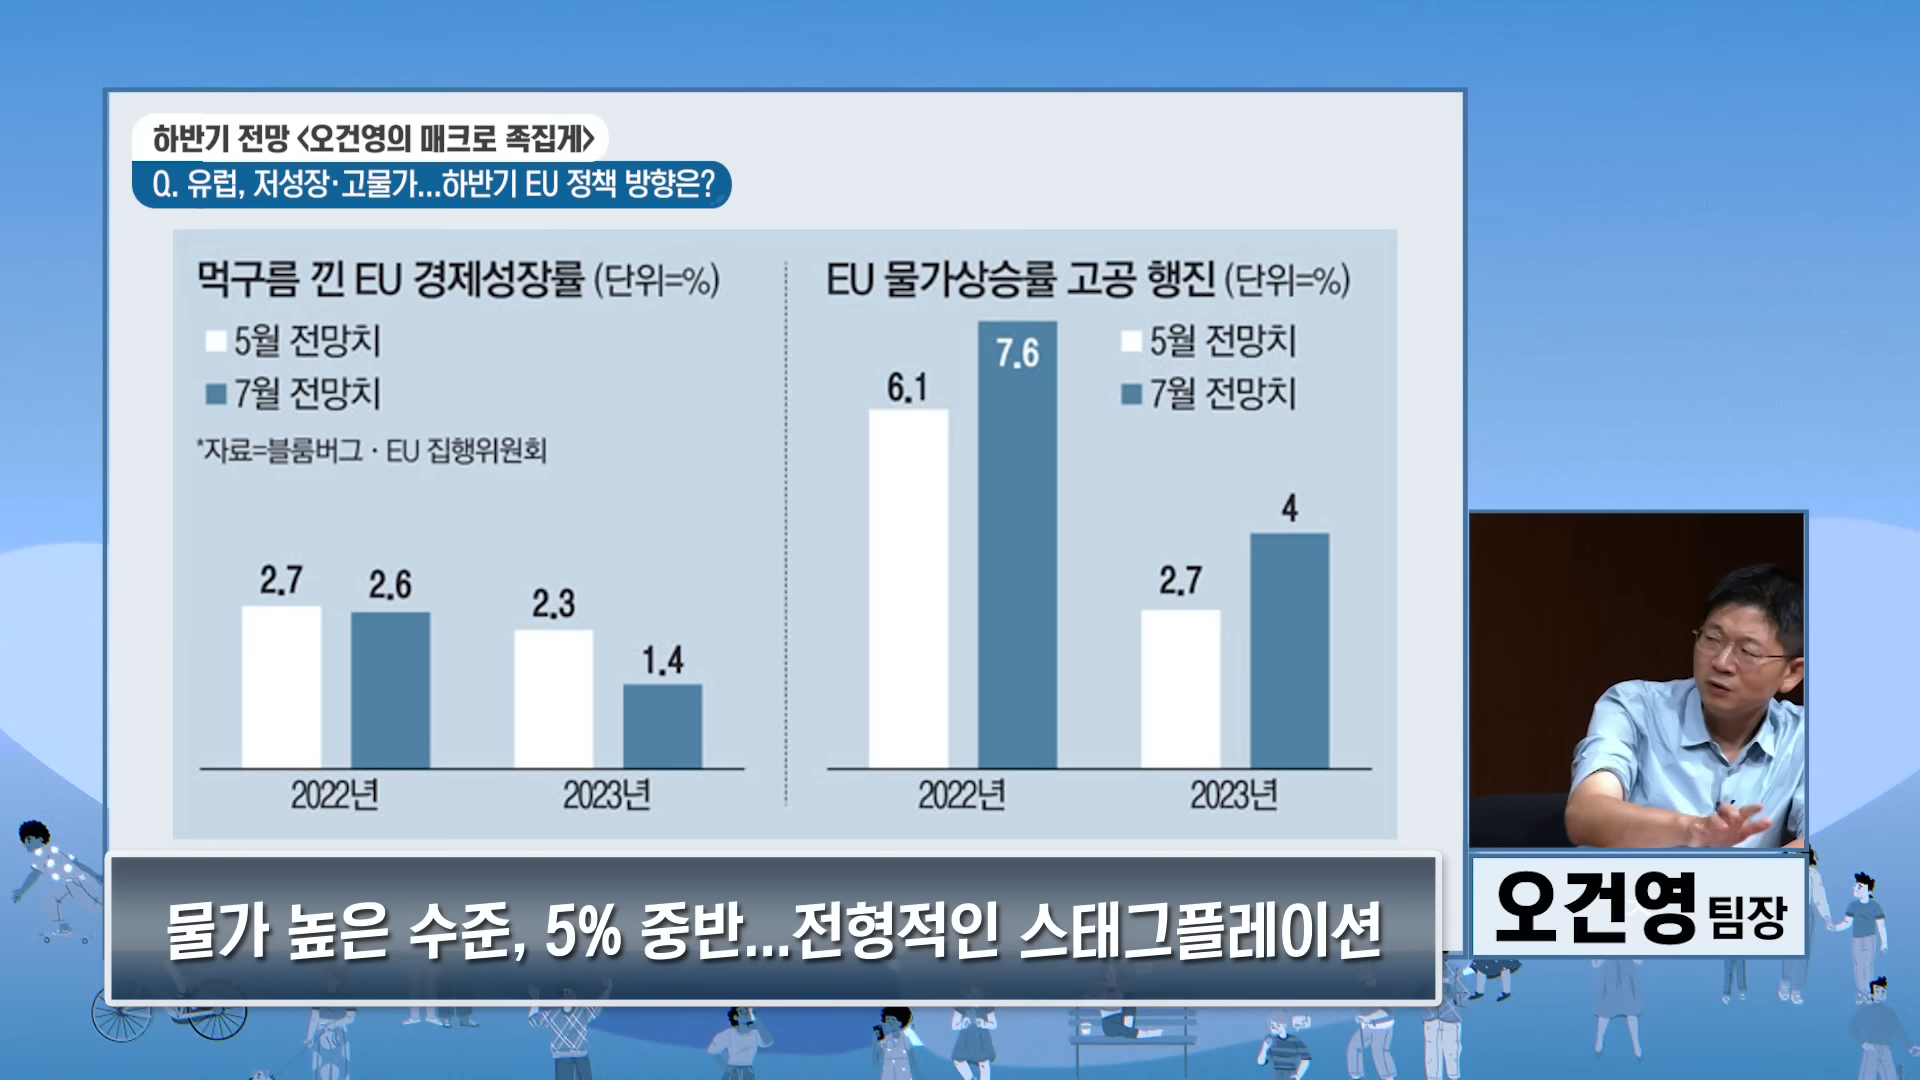 하반기 전망 <오건영의 매크로 족집게>
Q. 유럽, 저성장·고물가...하반기 EU 정책 방향은?
먹구름 낀 EU 경제성장률 (단위=%)
5월 전망치
7월 전망치
*자료=블룸버그 · EU 집행위원회
2.7
2.6
2.3
1.4
2022년
2023년
EU 물가상승률 고공 행진 (단위=%)
5월 전망치
7월 전망치
6.1
7.6
2.7
4
2022년
2023년
물가 높은 수준, 5% 중반...전형적인 스태그플레이션
오건영 팀장